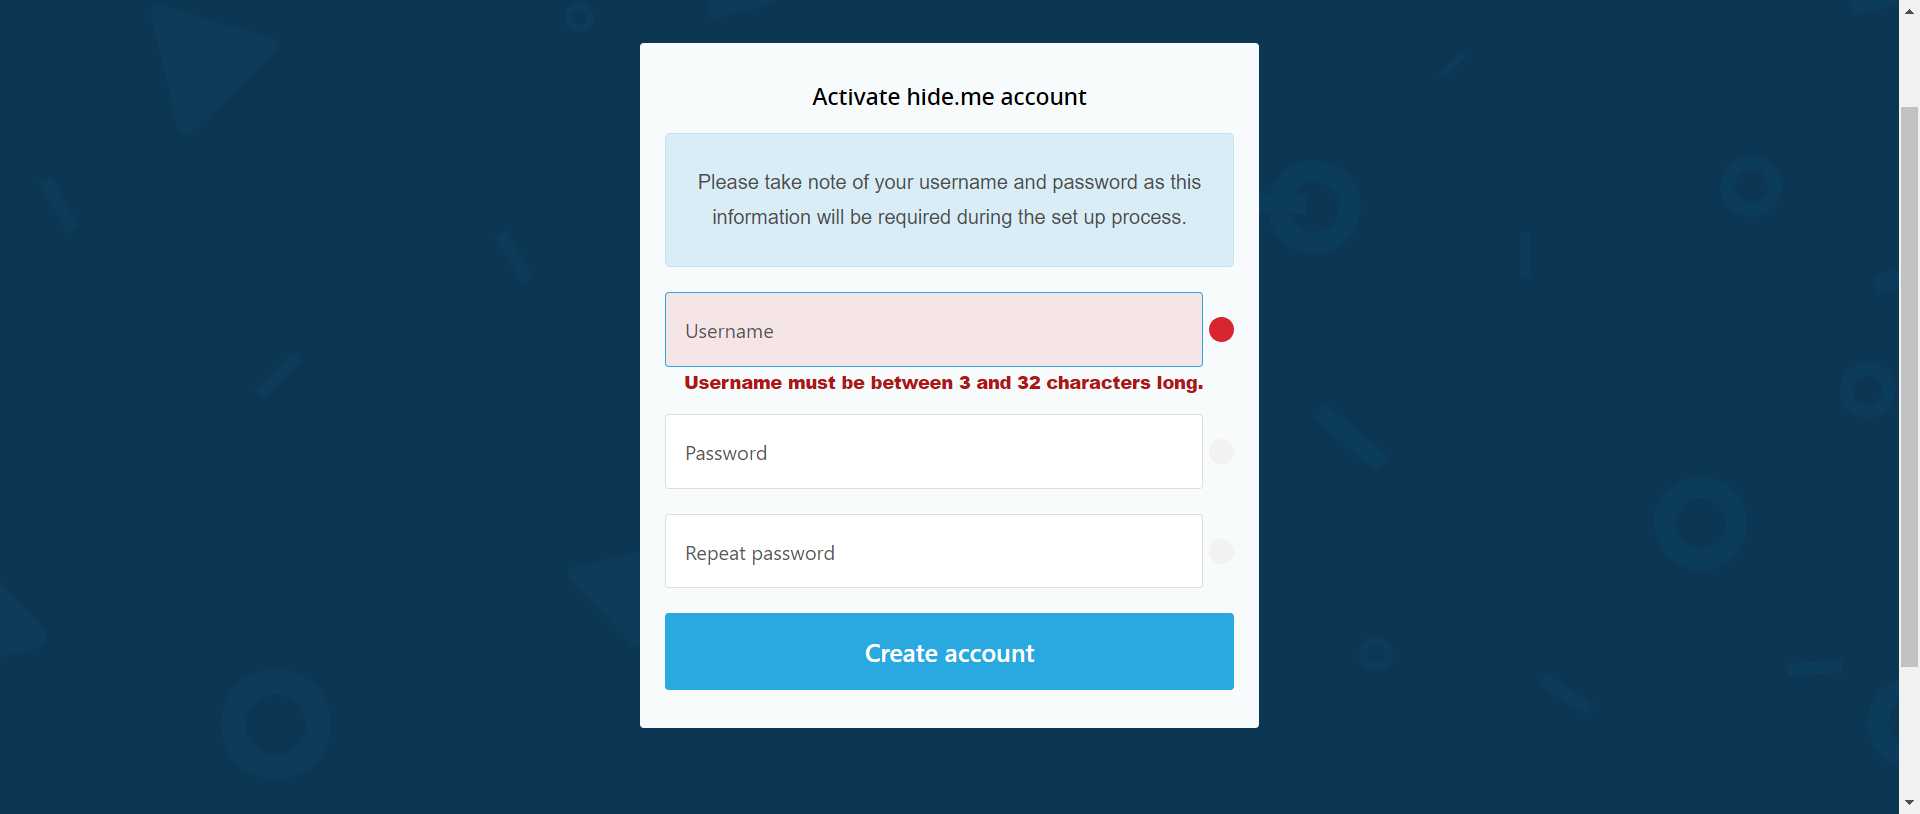 Activate hide.me account
Please take note of your username and password as this
information will be required during the set up process.
Username
Username must be between 3 and 32 characters long.
Password
Repeat password
Create account